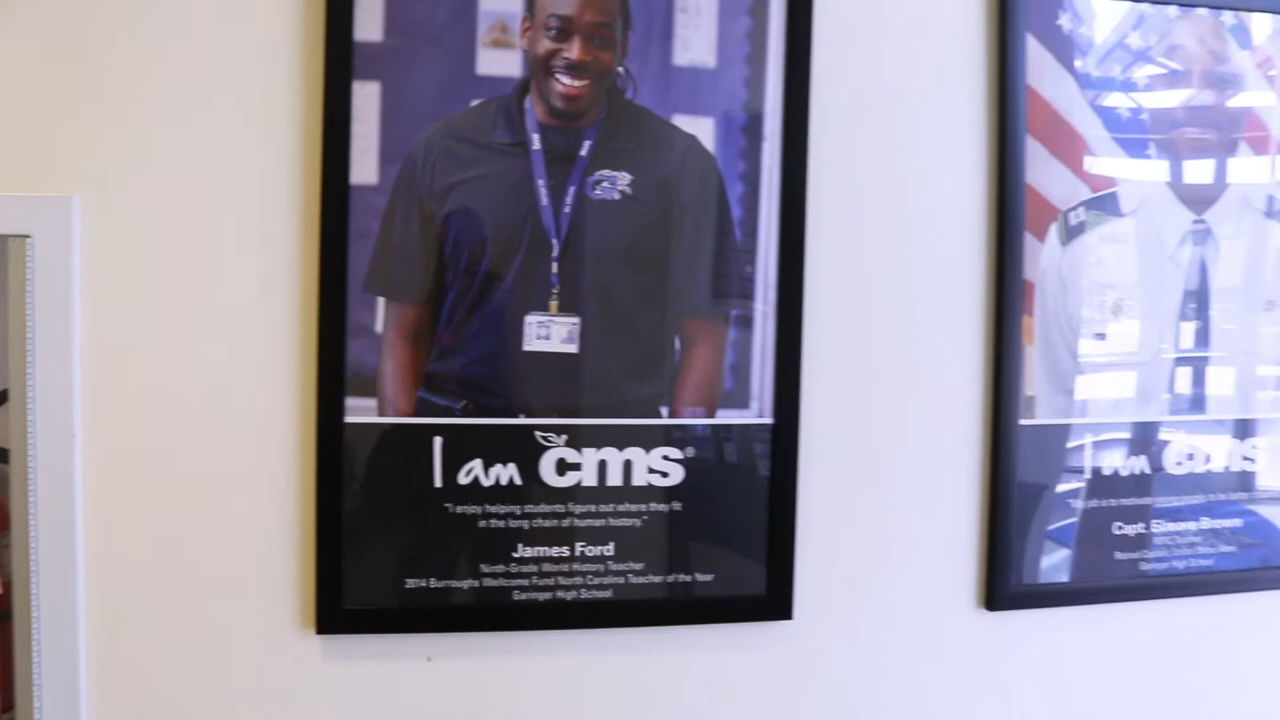 I am cms®
"I enjoy helping students figure out where they fit
in the long chain of human history."
James Ford
Ninth-Grade World History Teacher
2014 Burroughs Wellcome Fund North Carolina Teacher of the Year
Garinger High School
I am cms
Capt. Elmore Brown
Garinger High School